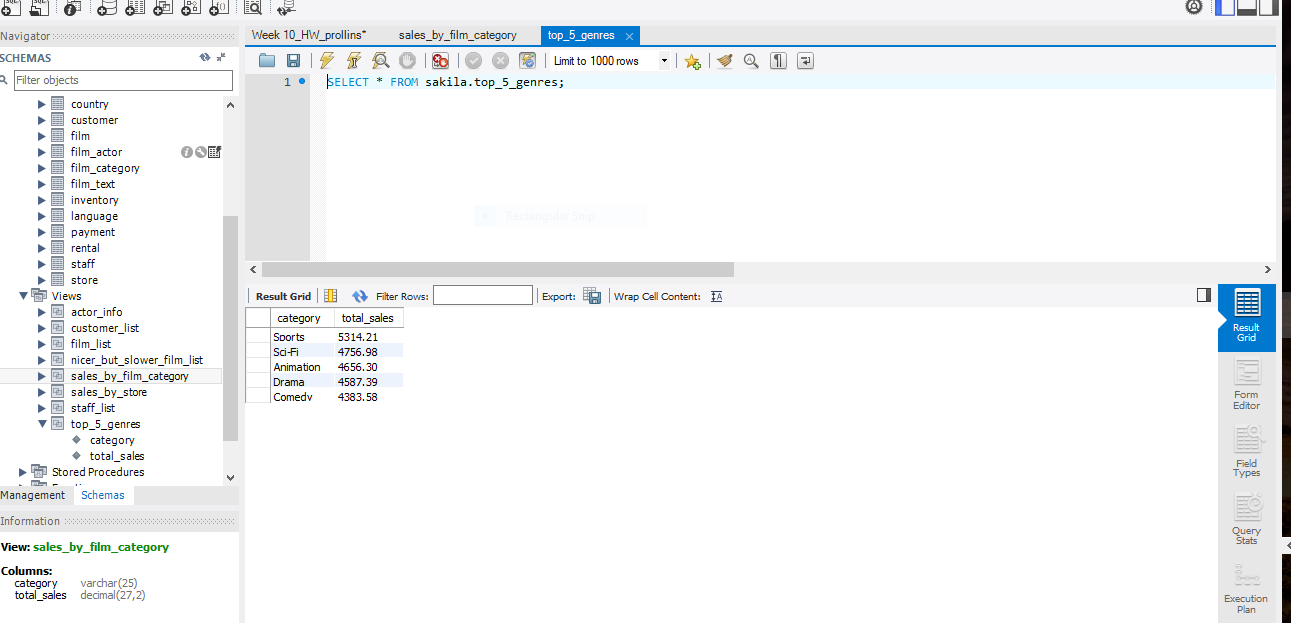 Navigator
SCHEMAS
Filter objects
country
customer
film
film_actor
film_category
film_text
inventory
language
payment
rental
staff
store
Views
actor_info
customer_list
film_list
nicer_but_slower_film_list
sales_by_film_category
sales_by_store
staff_list
top_5_genres
category
total_sales
Stored Procedures
Management Schemas
Information
View: sales_by_film_category
Columns:
category varchar(25)
total_sales decimal(27,2)
Week 10_HW_prollins* sales_by_film_category top_5_genres
Limit to 1000 rows
1 SELECT * FROM sakila.top_5_genres;
Rectangular Snip
Result Grid Filter Rows: Export: Wrap Cell Content:
category total_sales
Sports 5314.21
Sci-Fi 4756.98
Animation 4656.30
Drama 4587.39
Comedy 4383.58
Result
Grid
Form
Editor
Field
Types
Query
Stats
Execution
Plan